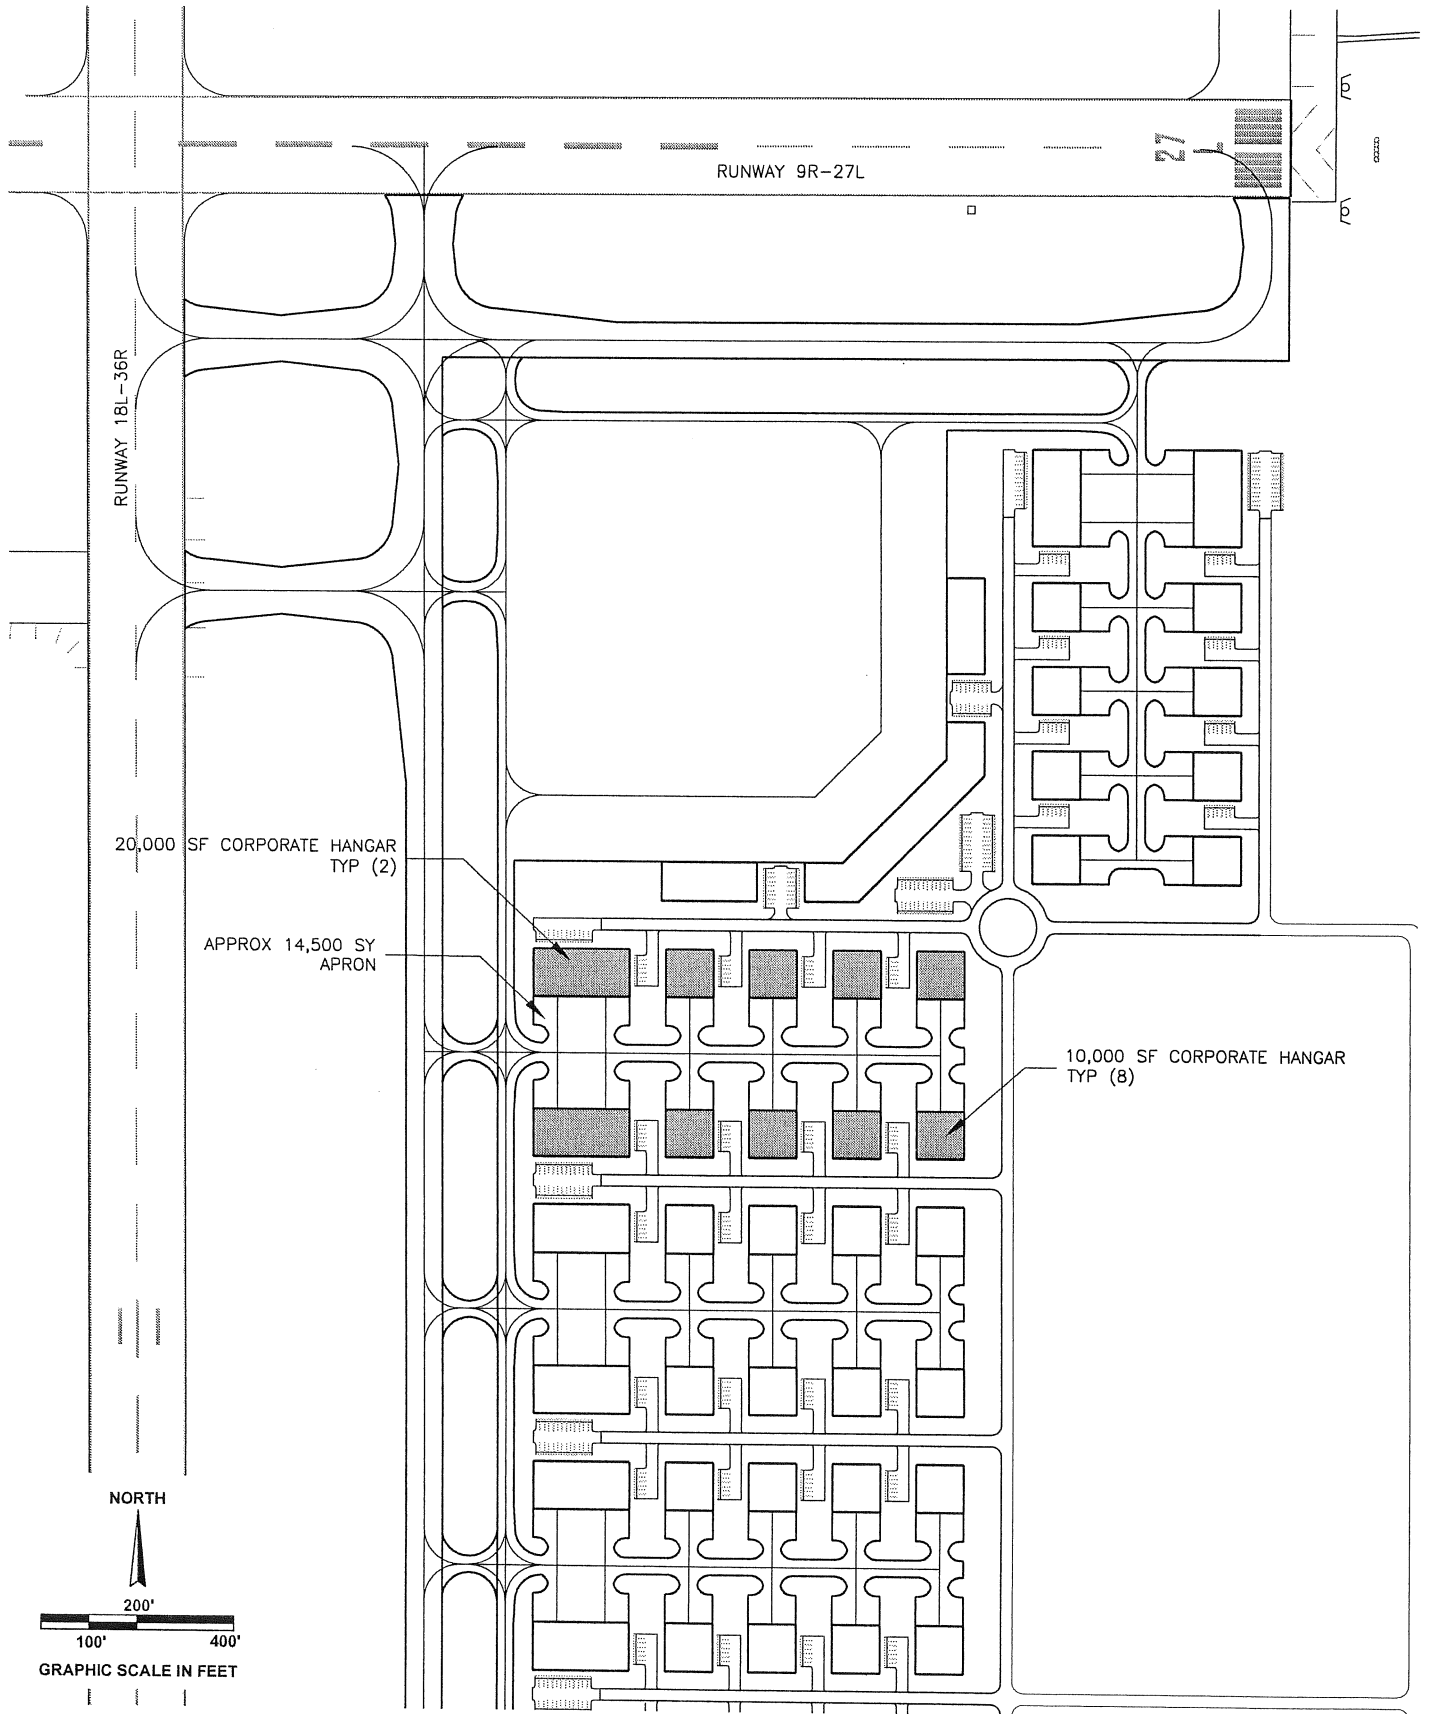 27
L
RUNWAY 9R-27L
RUNWAY 18L-36R
20,000 SF CORPORATE HANGAR
TYP (2)
APPROX 14,500 SY
APRON
10,000 SF CORPORATE HANGAR
TYP (8)
NORTH
200'
100'
400'
GRAPHIC SCALE IN FEET